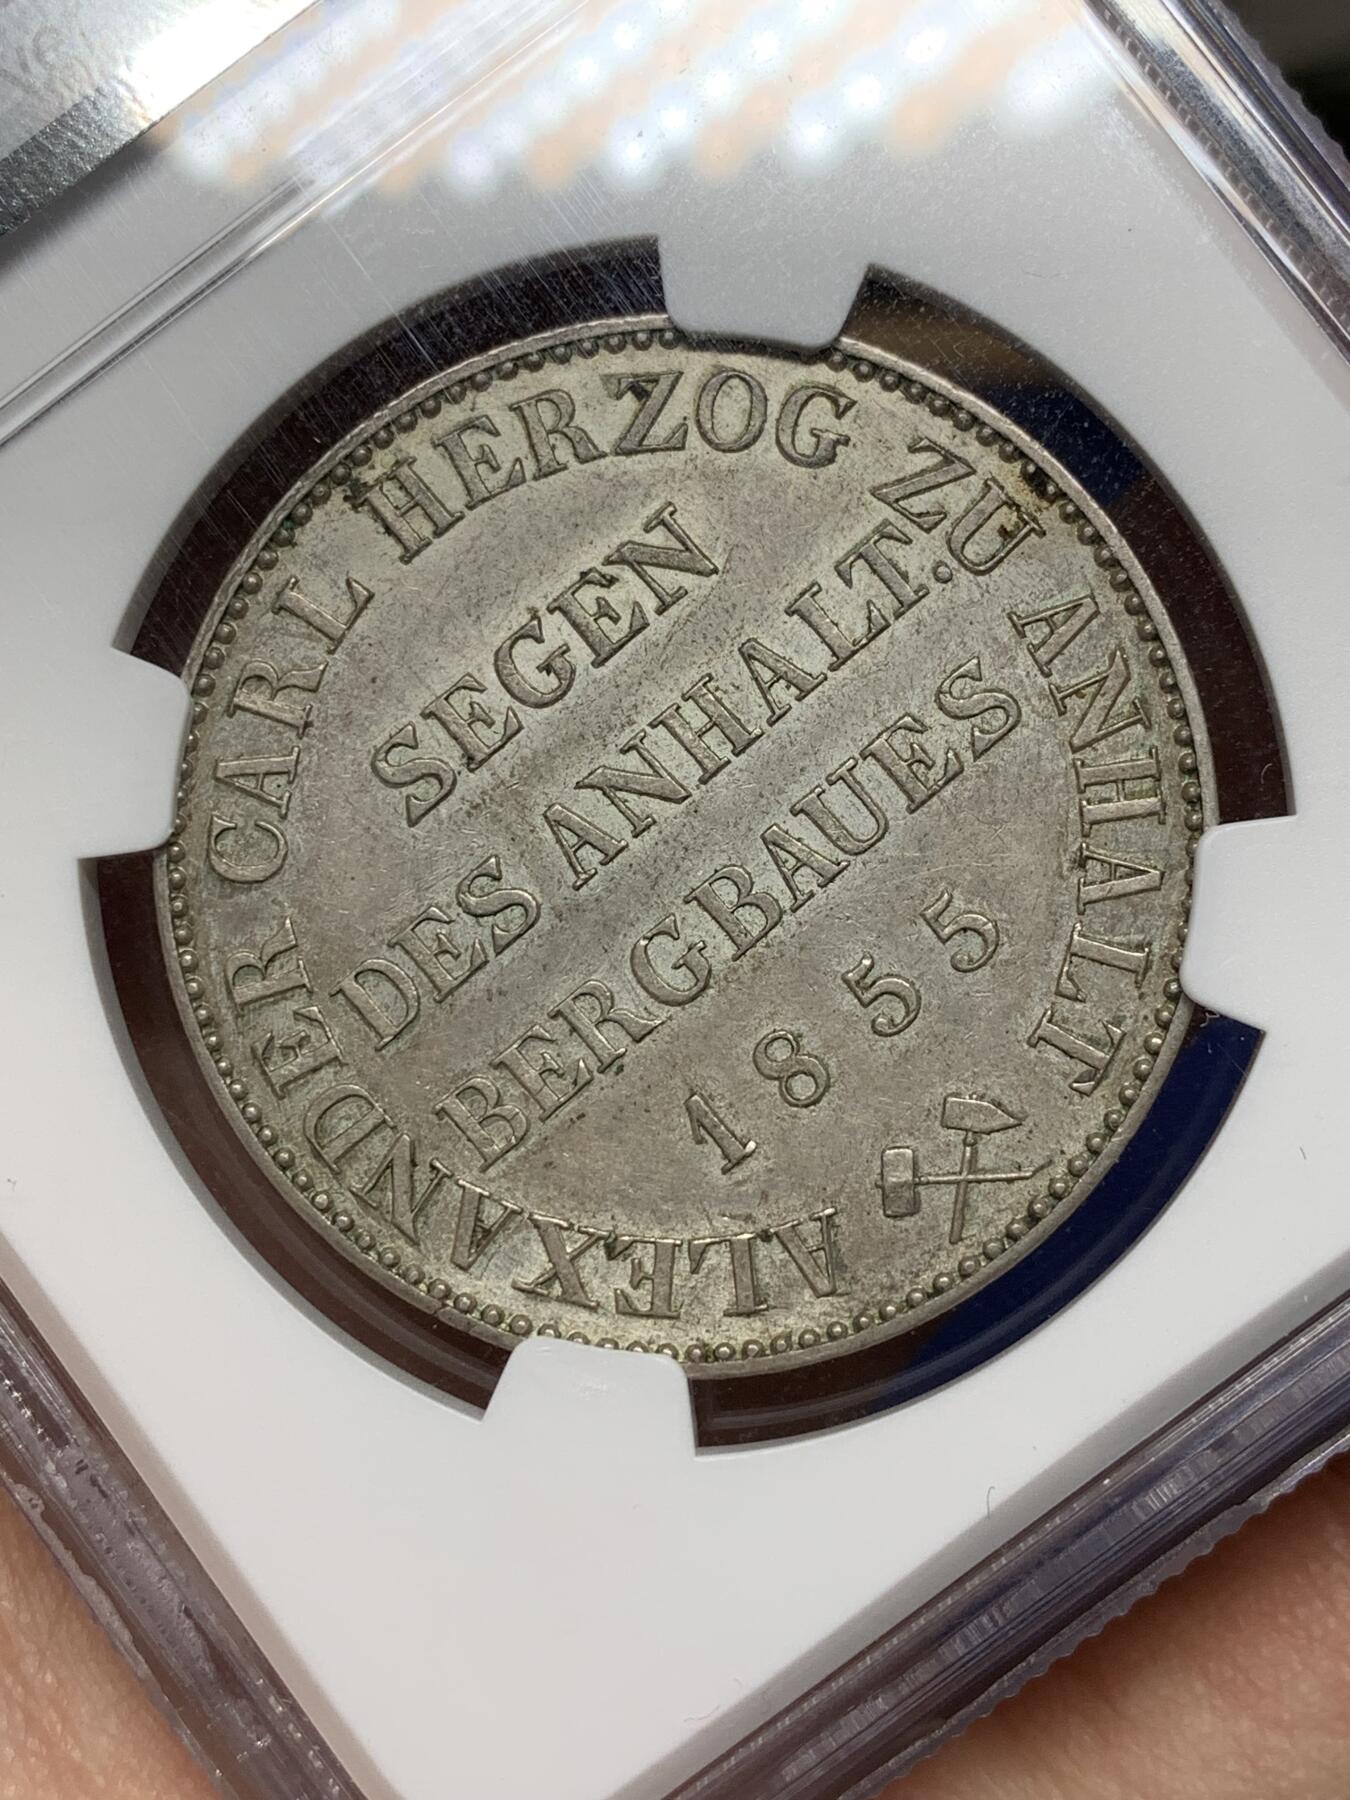 ALEXANDER CARL HERZOG ZU ANHALT
SEGEN
DES ANHALT.
BERGBAUES
1855